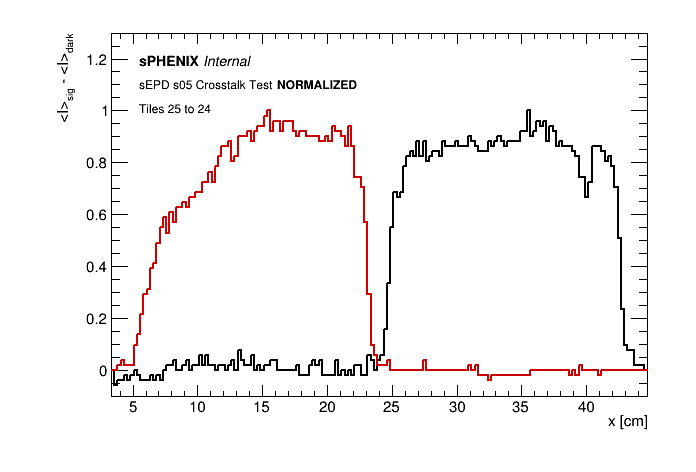 <I>sig - <I>dark
1.2
1
0.8
0.6
0.4
0.2
0
sPHENIX Internal
sEPD s05 Crosstalk Test NORMALIZED
Tiles 25 to 24
5 10 15 20 25 30 35 40
x [cm]